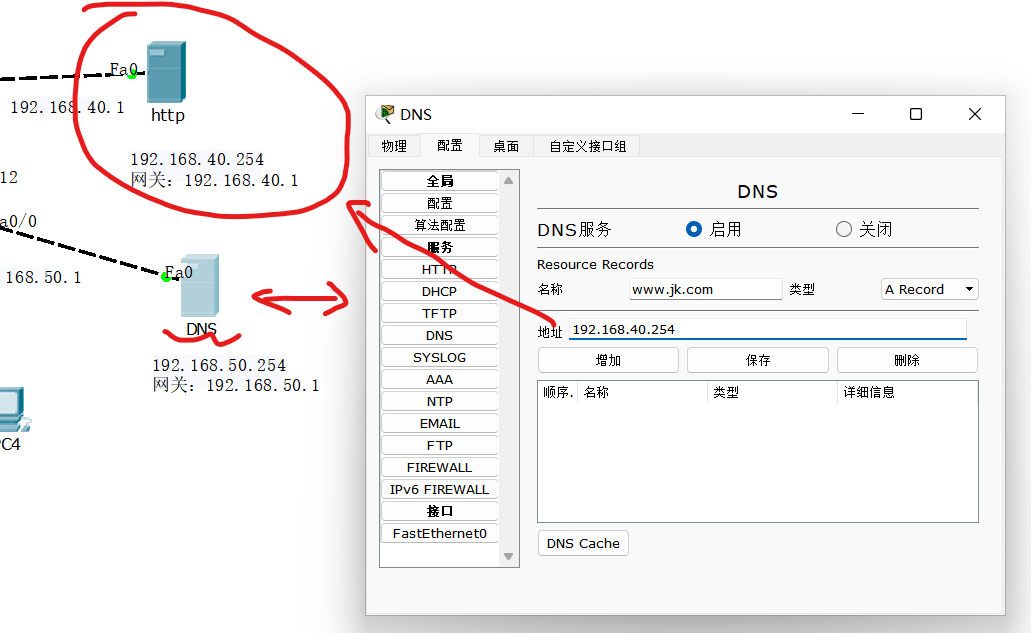 Fa0
192.168.40.1
http
192.168.40.254
网关：192.168.40.1
12
a0/0
168.50.1
Fa0
DNS
192.168.50.254
网关：192.168.50.1
PC4
DNS
物理 配置 桌面 自定义接口组
全局
配置
算法配置
服务
HTTP
DHCP
TFTP
DNS
SYSLOG
AAA
NTP
EMAIL
FTP
FIREWALL
IPv6 FIREWALL
接口
FastEthernet0
DNS
DNS服务 启用 关闭
Resource Records
名称 www.jk.com 类型 A Record
地址 192.168.40.254
增加 保存 删除
顺序. 名称 类型 详细信息
DNS Cache